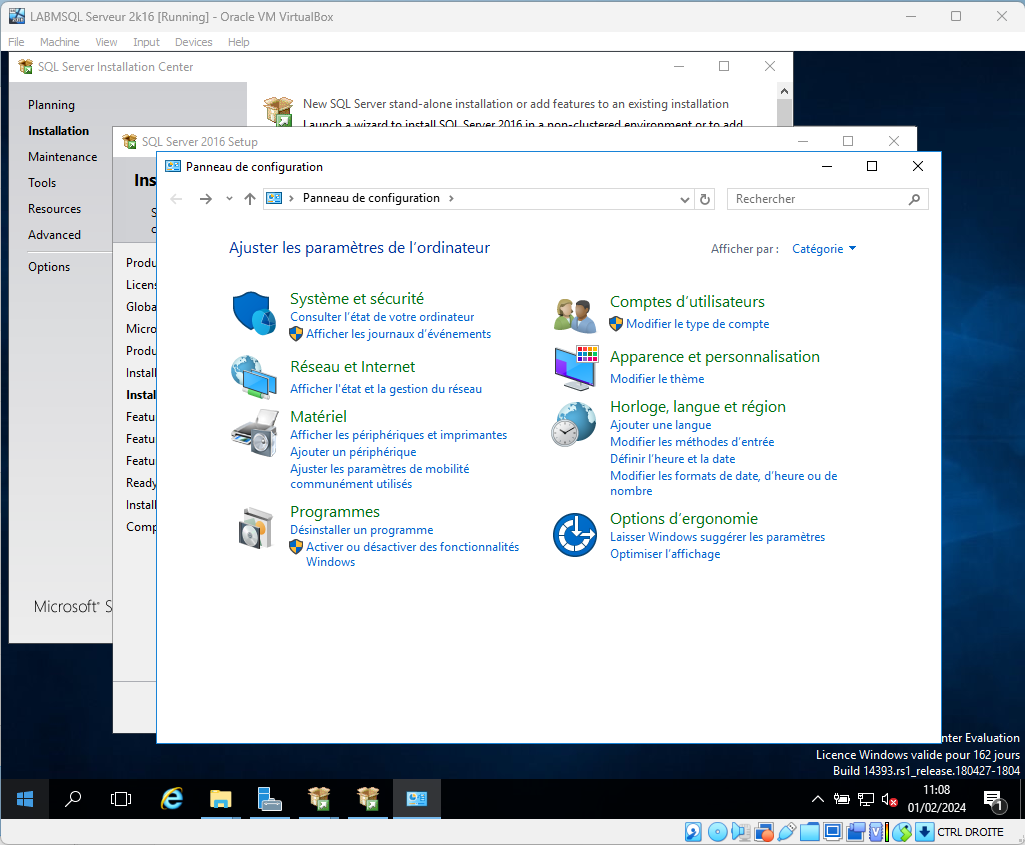 LABMSQL Serveur 2k16 [Running] - Oracle VM VirtualBox
File Machine View Input Devices Help
SQL Server Installation Center
Planning
Installation
Maintenance
Tools
Resources
Advanced
Options
Microsoft® S
New SQL Server stand-alone installation or add features to an existing installation
Launch a wizard to install SQL Server 2016 in a non-clustered environment or to add
SQL Server 2016 Setup
Ins
S
c
Produ
Licens
Globa
Micro
Produ
Install
Instal
Featu
Featu
Featu
Ready
Install
Comp
Panneau de configuration
Panneau de configuration
Rechercher
Ajuster les paramètres de l'ordinateur
Afficher par : Catégorie
Système et sécurité
Consulter l'état de votre ordinateur
Afficher les journaux d'événements
Réseau et Internet
Afficher l'état et la gestion du réseau
Matériel
Afficher les périphériques et imprimantes
Ajouter un périphérique
Ajuster les paramètres de mobilité
communément utilisés
Programmes
Désinstaller un programme
Activer ou désactiver des fonctionnalités
Windows
Comptes d'utilisateurs
Modifier le type de compte
Apparence et personnalisation
Modifier le thème
Horloge, langue et région
Ajouter une langue
Modifier les méthodes d'entrée
Définir l'heure et la date
Modifier les formats de date, d'heure ou de
nombre
Options d'ergonomie
Laisser Windows suggérer les paramètres
Optimiser l'affichage
nter Evaluation
Licence Windows valide pour 162 jours
Build 14393.rs1_release.180427-1804
11:08
01/02/2024
1
CTRL DROITE